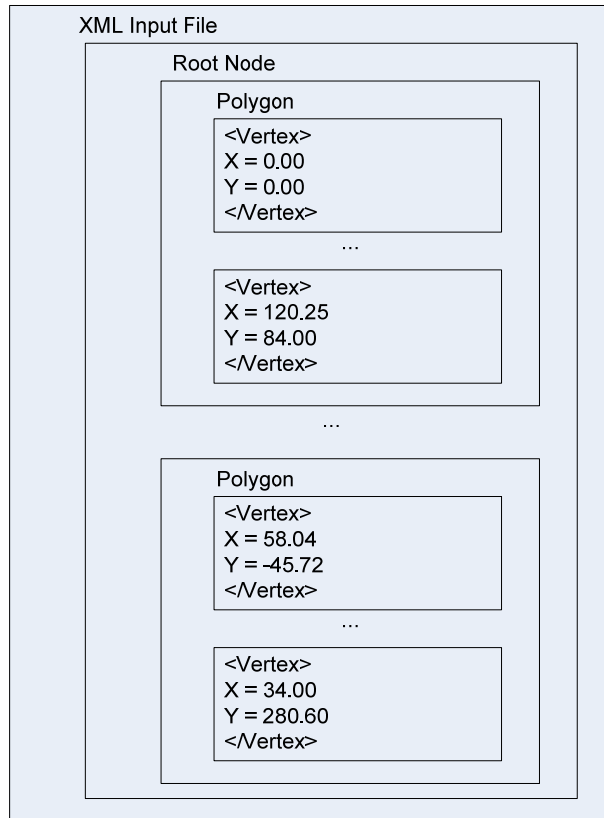 XML Input File
Root Node
Polygon
<Vertex>
X = 0.00
Y = 0.00
</Vertex>
...
<Vertex>
X = 120.25
Y = 84.00
</Vertex>
...
Polygon
<Vertex>
X = 58.04
Y = -45.72
</Vertex>
...
<Vertex>
X = 34.00
Y = 280.60
</Vertex>